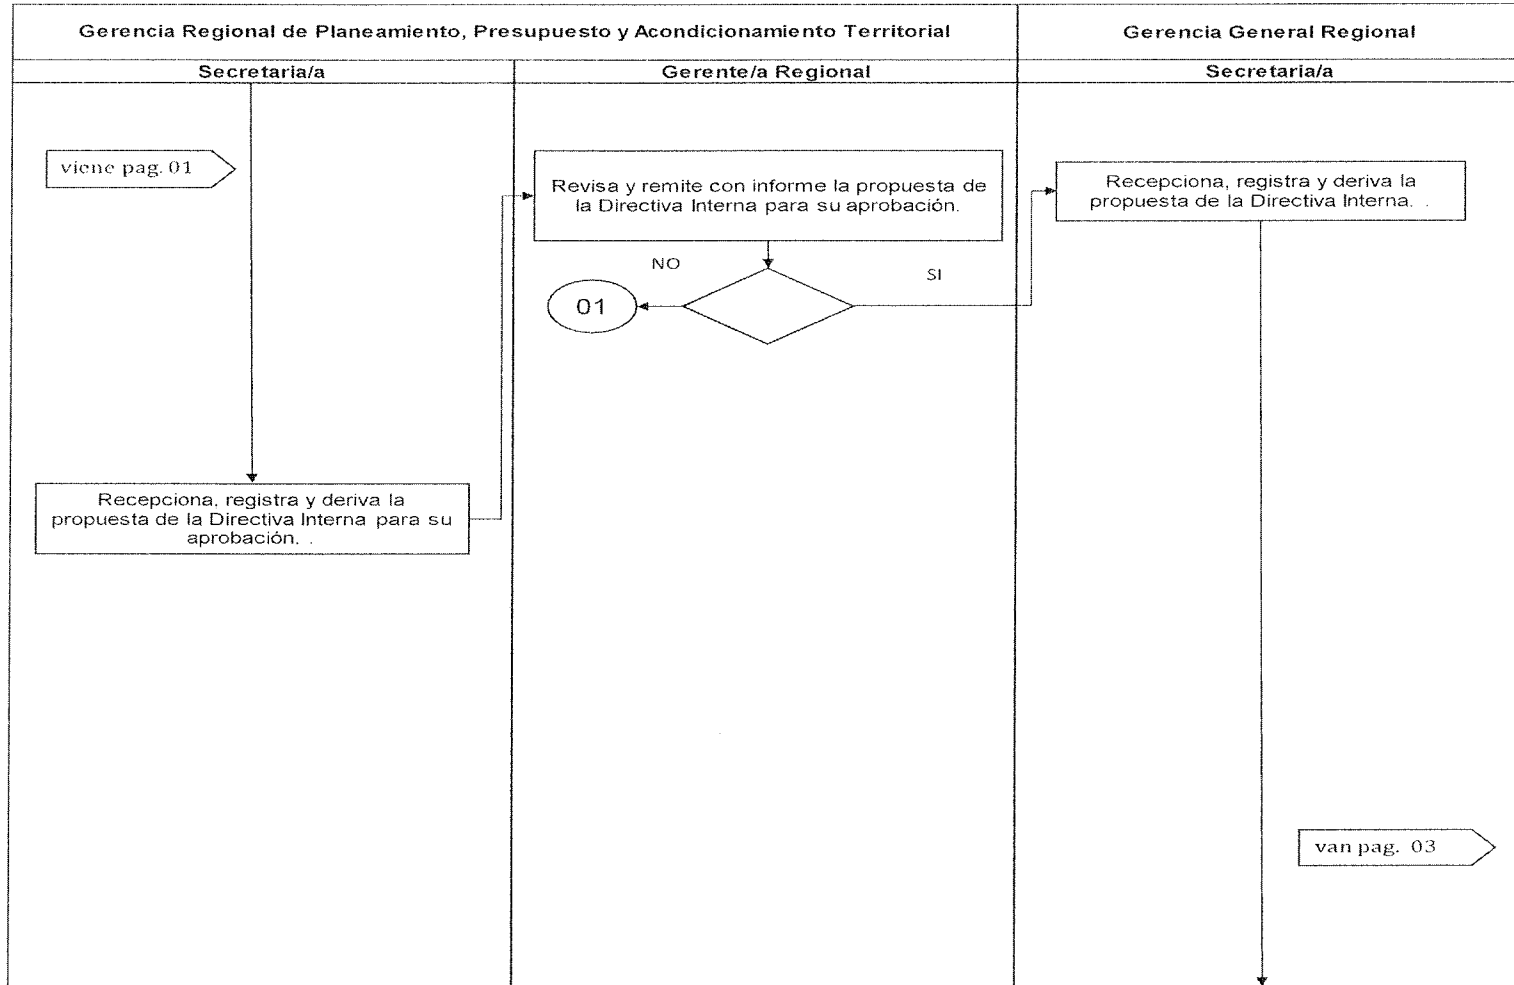 Gerencia Regional de Planeamiento, Presupuesto y Acondicionamiento Territorial
Gerencia General Regional
Secretaria/a
Gerente/a Regional
Secretaria/a
viene pag. 01
Revisa y remite con informe la propuesta de
la Directiva Interna para su aprobación.
Recepciona, registra y deriva la
propuesta de la Directiva Interna. .
NO
SI
01
Recepciona, registra y deriva la
propuesta de la Directiva Interna para su
aprobación. .
van pag. 03